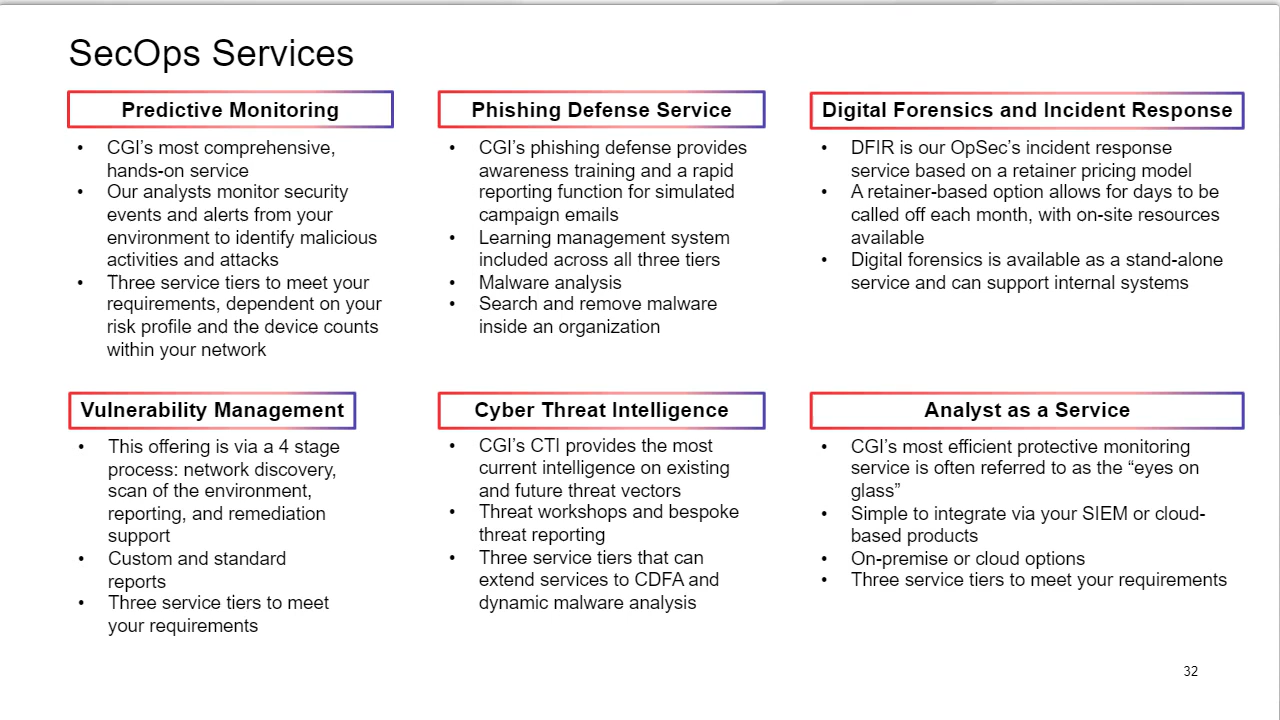 SecOps Services
Predictive Monitoring
• CGI’s most comprehensive,
hands-on service
• Our analysts monitor security
events and alerts from your
environment to identify malicious
activities and attacks
• Three service tiers to meet your
requirements, dependent on your
risk profile and the device counts
within your network
Phishing Defense Service
• CGI’s phishing defense provides
awareness training and a rapid
reporting function for simulated
campaign emails
• Learning management system
included across all three tiers
• Malware analysis
• Search and remove malware
inside an organization
Digital Forensics and Incident Response
• DFIR is our OpSec’s incident response
service based on a retainer pricing model
• A retainer-based option allows for days to be
called off each month, with on-site resources
available
• Digital forensics is available as a stand-alone
service and can support internal systems
Vulnerability Management
• This offering is via a 4 stage
process: network discovery,
scan of the environment,
reporting, and remediation
support
• Custom and standard
reports
• Three service tiers to meet
your requirements
Cyber Threat Intelligence
• CGI’s CTI provides the most
current intelligence on existing
and future threat vectors
• Threat workshops and bespoke
threat reporting
• Three service tiers that can
extend services to CDFA and
dynamic malware analysis
Analyst as a Service
• CGI’s most efficient protective monitoring
service is often referred to as the “eyes on
glass”
• Simple to integrate via your SIEM or cloud-
based products
• On-premise or cloud options
• Three service tiers to meet your requirements
32